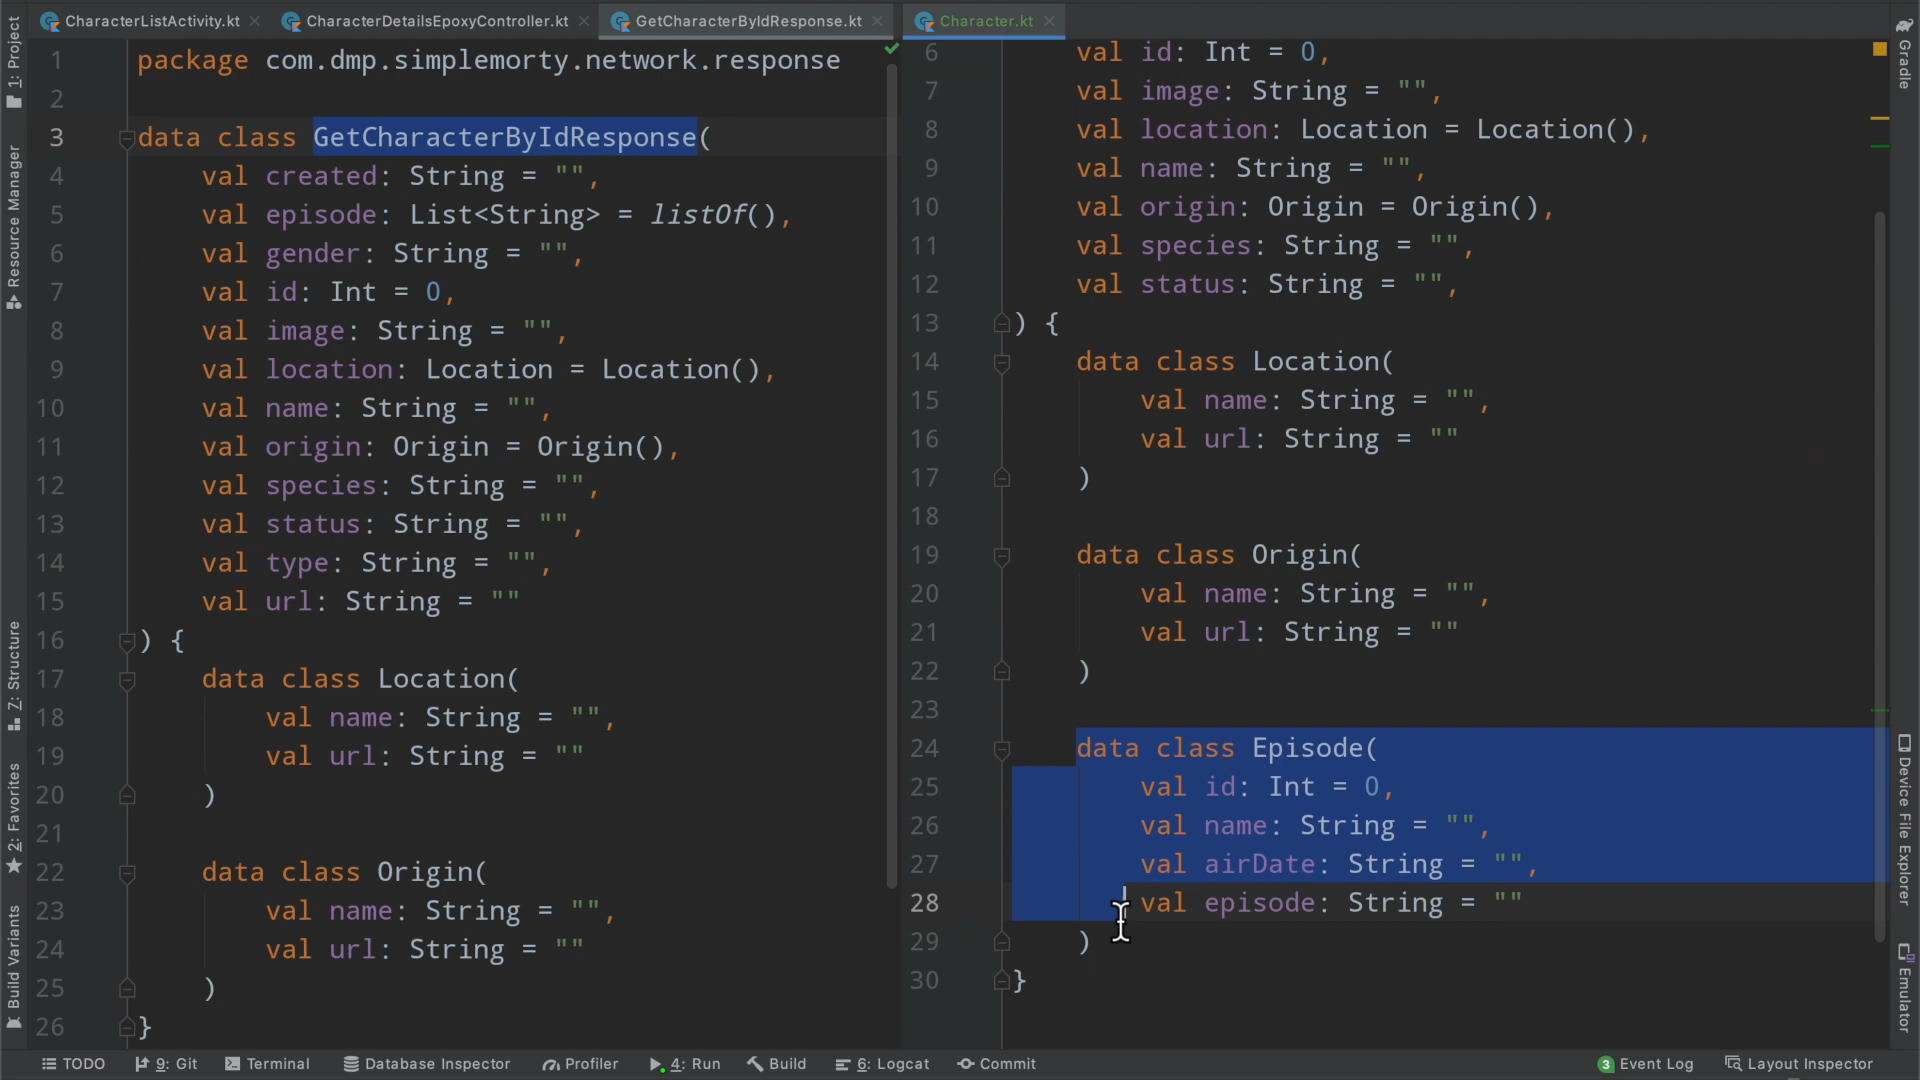 CharacterListActivity.kt
CharacterDetailsEpoxyController.kt
GetCharacterByIdResponse.kt
Character.kt
1: Project
Resource Manager
7: Structure
2: Favorites
Build Variants
1 package com.dmp.simplemorty.network.response
2
3 data class GetCharacterByIdResponse(
4 val created: String = "",
5 val episode: List<String> = listOf(),
6 val gender: String = "",
7 val id: Int = 0,
8 val image: String = "",
9 val location: Location = Location(),
10 val name: String = "",
11 val origin: Origin = Origin(),
12 val species: String = "",
13 val status: String = "",
14 val type: String = "",
15 val url: String = ""
16 ) {
17 data class Location(
18 val name: String = "",
19 val url: String = ""
20 )
21
22 data class Origin(
23 val name: String = "",
24 val url: String = ""
25 )
26 }
6 val id: Int = 0,
7 val image: String = "",
8 val location: Location = Location(),
9 val name: String = "",
10 val origin: Origin = Origin(),
11 val species: String = "",
12 val status: String = "",
13 ) {
14 data class Location(
15 val name: String = "",
16 val url: String = ""
17 )
18
19 data class Origin(
20 val name: String = "",
21 val url: String = ""
22 )
23
24 data class Episode(
25 val id: Int = 0,
26 val name: String = "",
27 val airDate: String = "",
28 val episode: String = ""
29 )
30 }
Gradle
Device File Explorer
Emulator
TODO
9: Git
Terminal
Database Inspector
Profiler
4: Run
Build
6: Logcat
Commit
3 Event Log
Layout Inspector